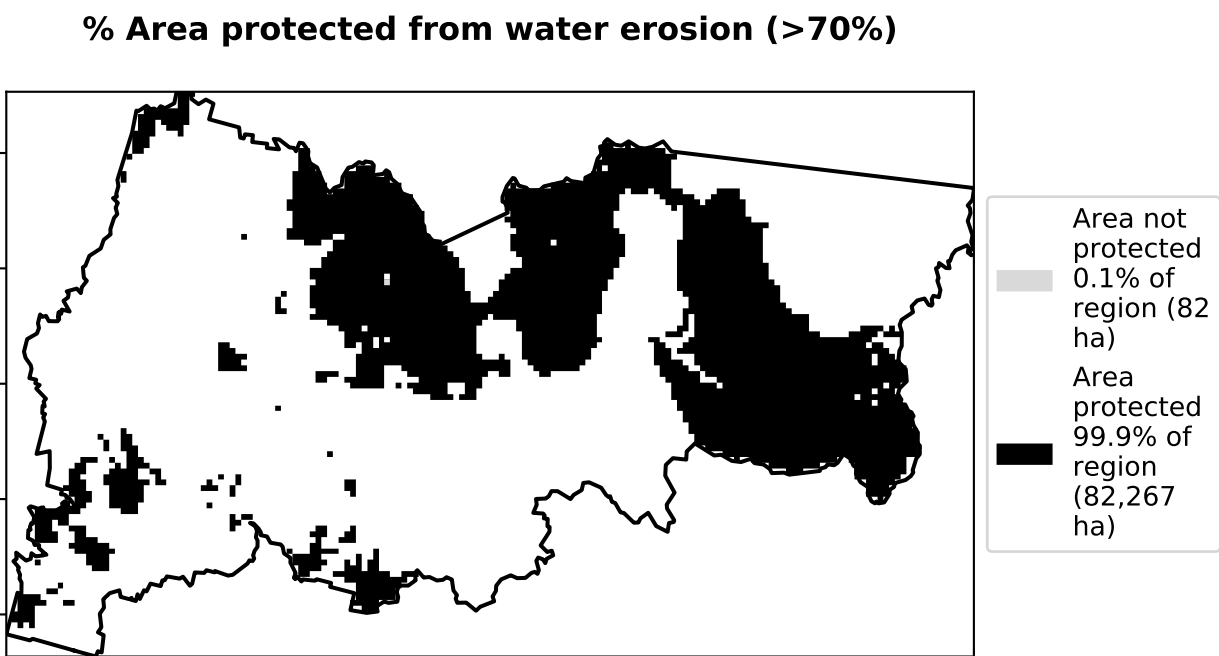 % Area protected from water erosion (>70%)
Area not
protected
0.1% of
region (82
ha)
Area
protected
99.9% of
region
(82,267
ha)